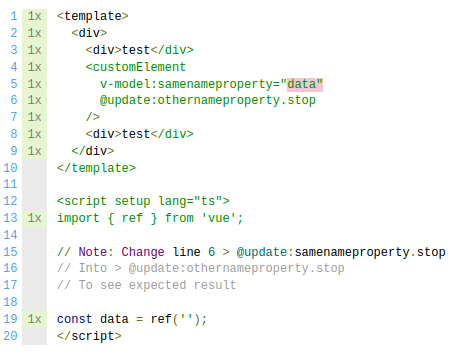 1 1x <template>
2 1x <div>
3 1x <div>test</div>
4 1x <customElement
5 1x v-model:samenameproperty="data"
6 1x @update:othernameproperty.stop
7 1x />
8 1x <div>test</div>
9 1x </div>
10 </template>
11
12 <script setup lang="ts">
13 1x import { ref } from 'vue';
14
15 // Note: Change line 6 > @update:samenameproperty.stop
16 // Into > @update:othernameproperty.stop
17 // To see expected result
18
19 1x const data = ref('');
20 </script>